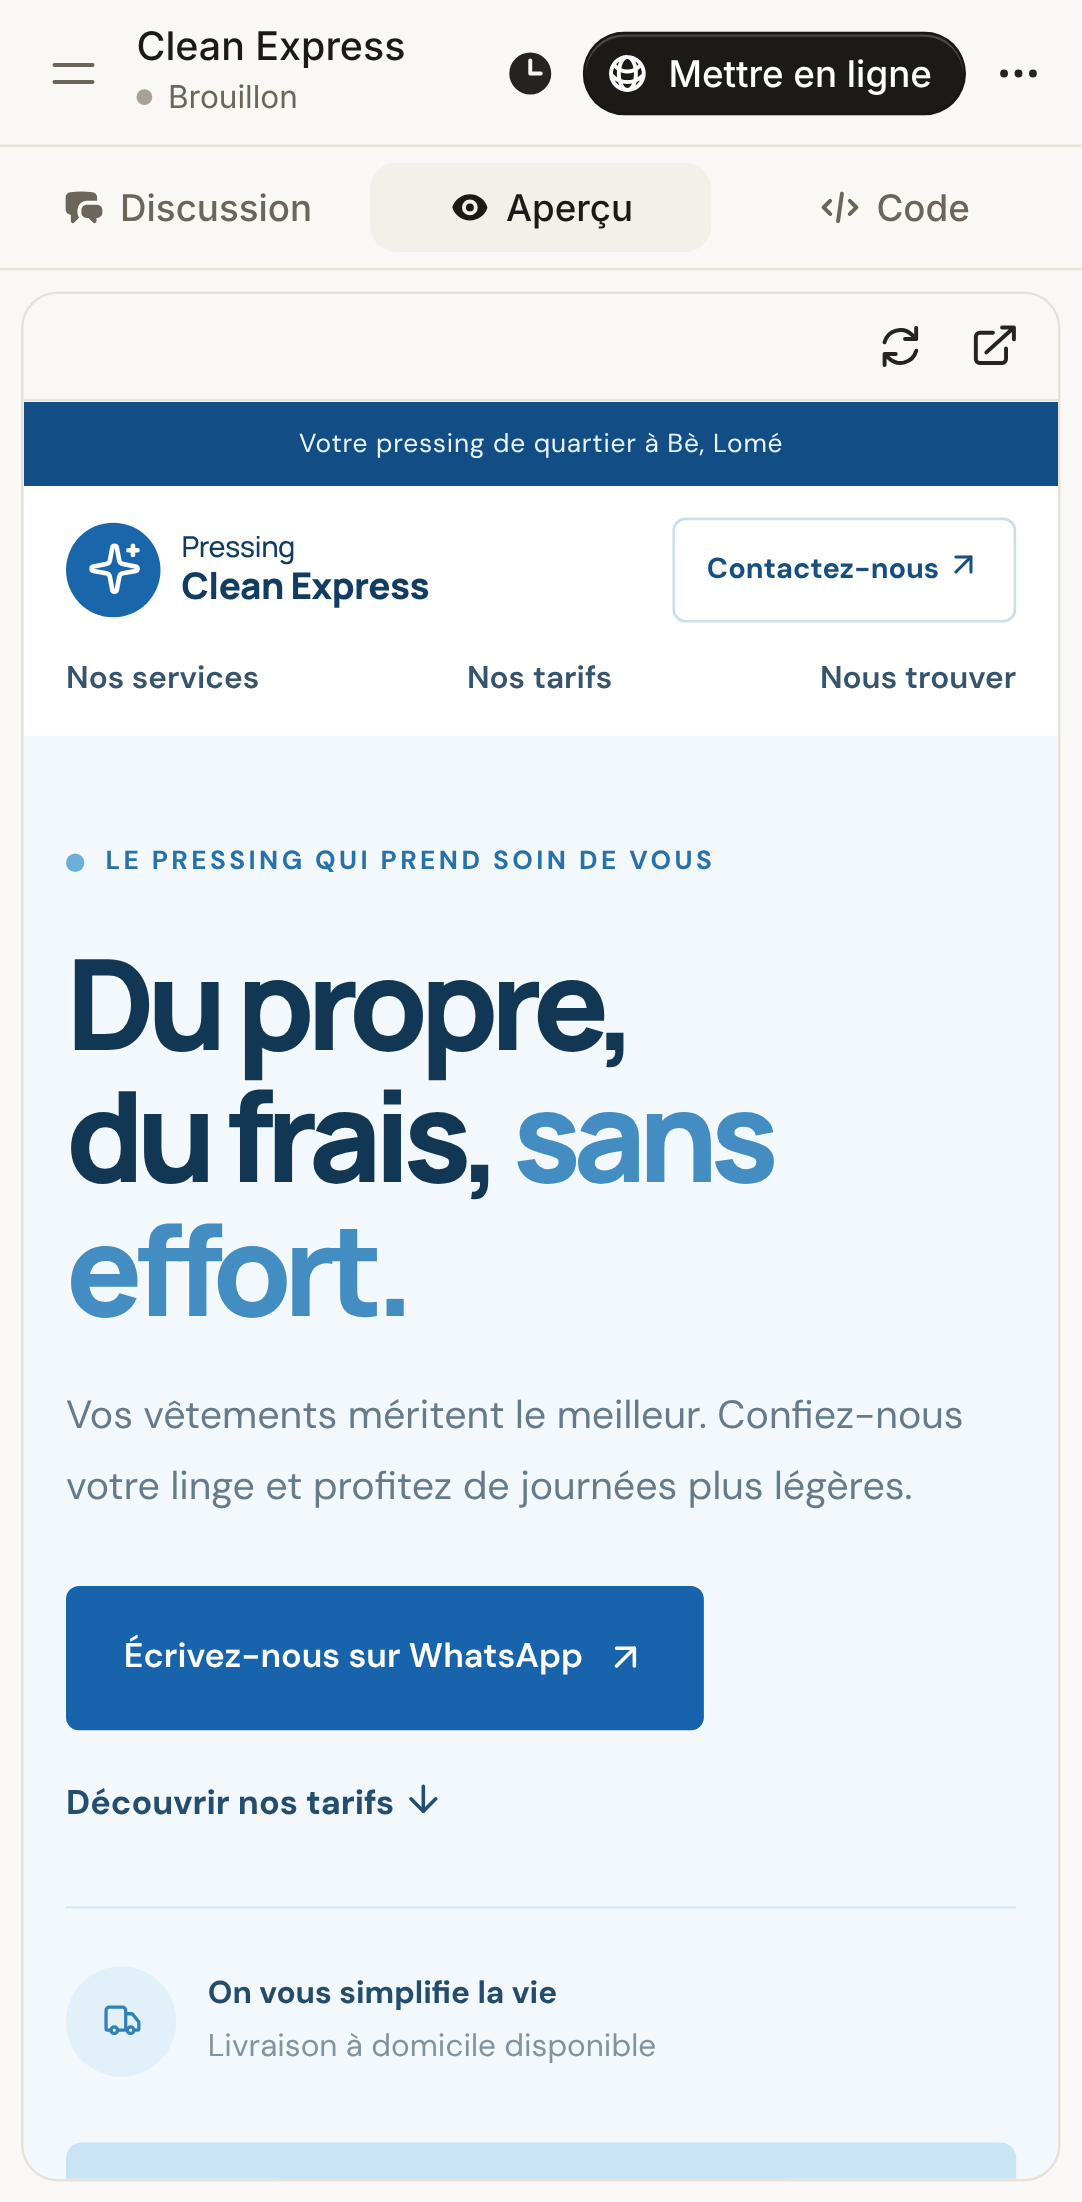 Clean Express
Brouillon
Mettre en ligne
Discussion
Aperçu
Code
Votre pressing de quartier à Bè, Lomé
Pressing
Clean Express
Contactez-nous
Nos services
Nos tarifs
Nous trouver
LE PRESSING QUI PREND SOIN DE VOUS
Du propre,
du frais, sans
effort.
Vos vêtements méritent le meilleur. Confiez-nous
votre linge et profitez de journées plus légères.
Écrivez-nous sur WhatsApp
Découvrir nos tarifs
On vous simplifie la vie
Livraison à domicile disponible